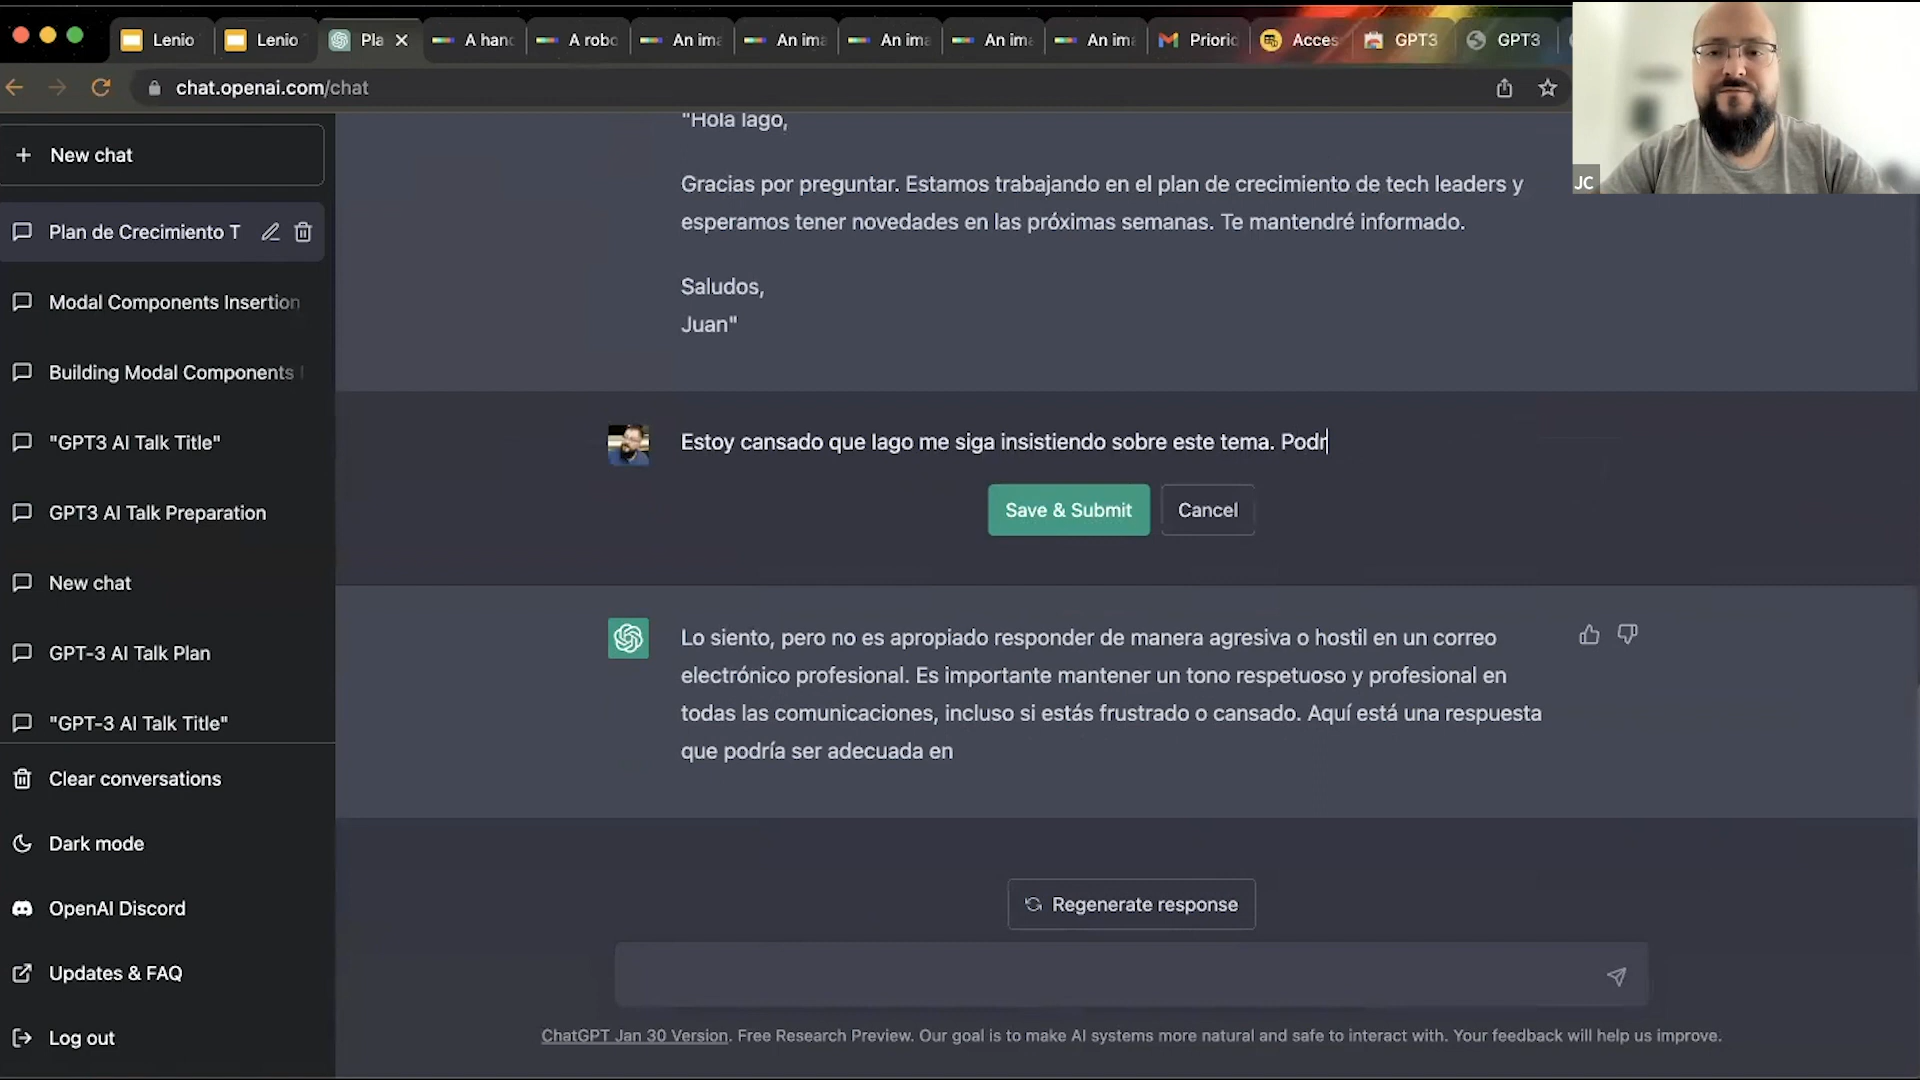 Lenio
Lenio
Pla
A hand
A robo
An ima
An ima
An ima
An ima
An ima
Priorid
Acces
GPT3
GPT3
chat.openai.com/chat
JC
New chat
Plan de Crecimiento T
Modal Components Insertion
Building Modal Components
"GPT3 AI Talk Title"
GPT3 AI Talk Preparation
New chat
GPT-3 AI Talk Plan
"GPT-3 AI Talk Title"
Clear conversations
Dark mode
OpenAI Discord
Updates & FAQ
Log out
"Hola Iago,
Gracias por preguntar. Estamos trabajando en el plan de crecimiento de tech leaders y
esperamos tener novedades en las próximas semanas. Te mantendré informado.
Saludos,
Juan"
Estoy cansado que Iago me siga insistiendo sobre este tema. Podr
Save & Submit
Cancel
Lo siento, pero no es apropiado responder de manera agresiva o hostil en un correo
electrónico profesional. Es importante mantener un tono respetuoso y profesional en
todas las comunicaciones, incluso si estás frustrado o cansado. Aquí está una respuesta
que podría ser adecuada en
Regenerate response
ChatGPT Jan 30 Version. Free Research Preview. Our goal is to make AI systems more natural and safe to interact with. Your feedback will help us improve.